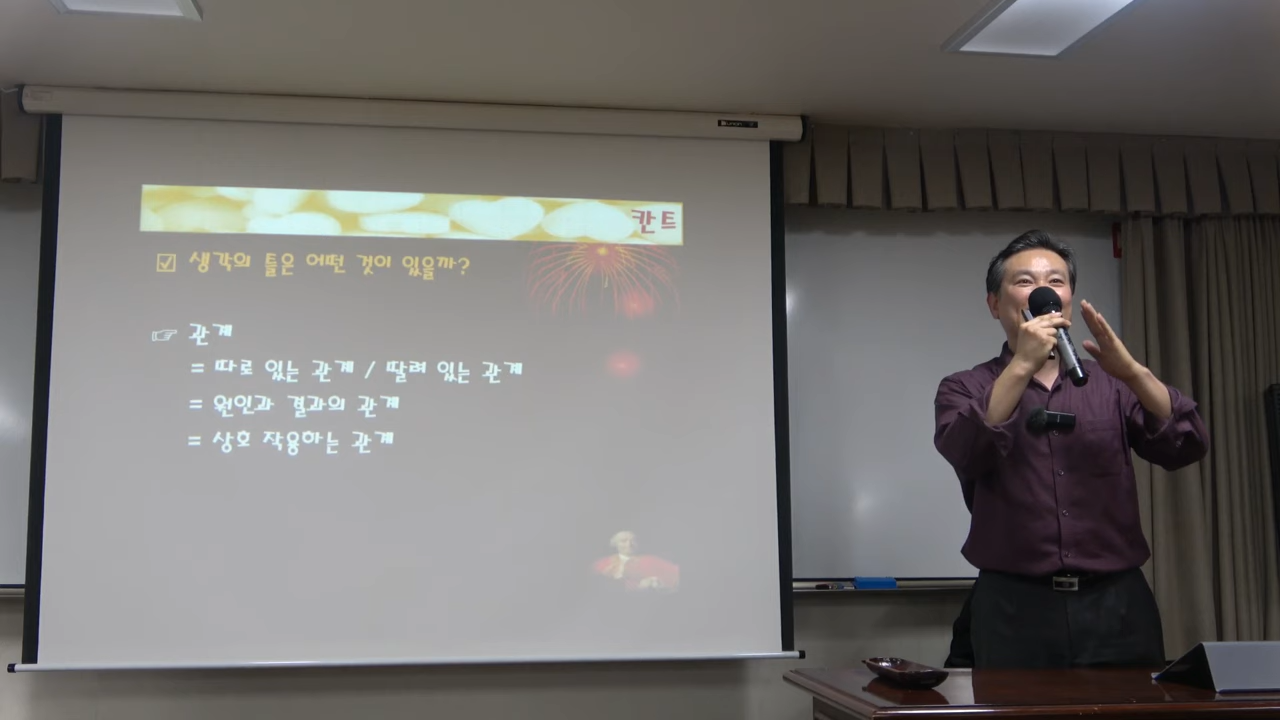 칸트
☑ 생각의 틀은 어떤 것이 있을까?
☞ 관계
= 따로 있는 관계 / 딸려 있는 관계
= 원인과 결과의 관계
= 상호 작용하는 관계